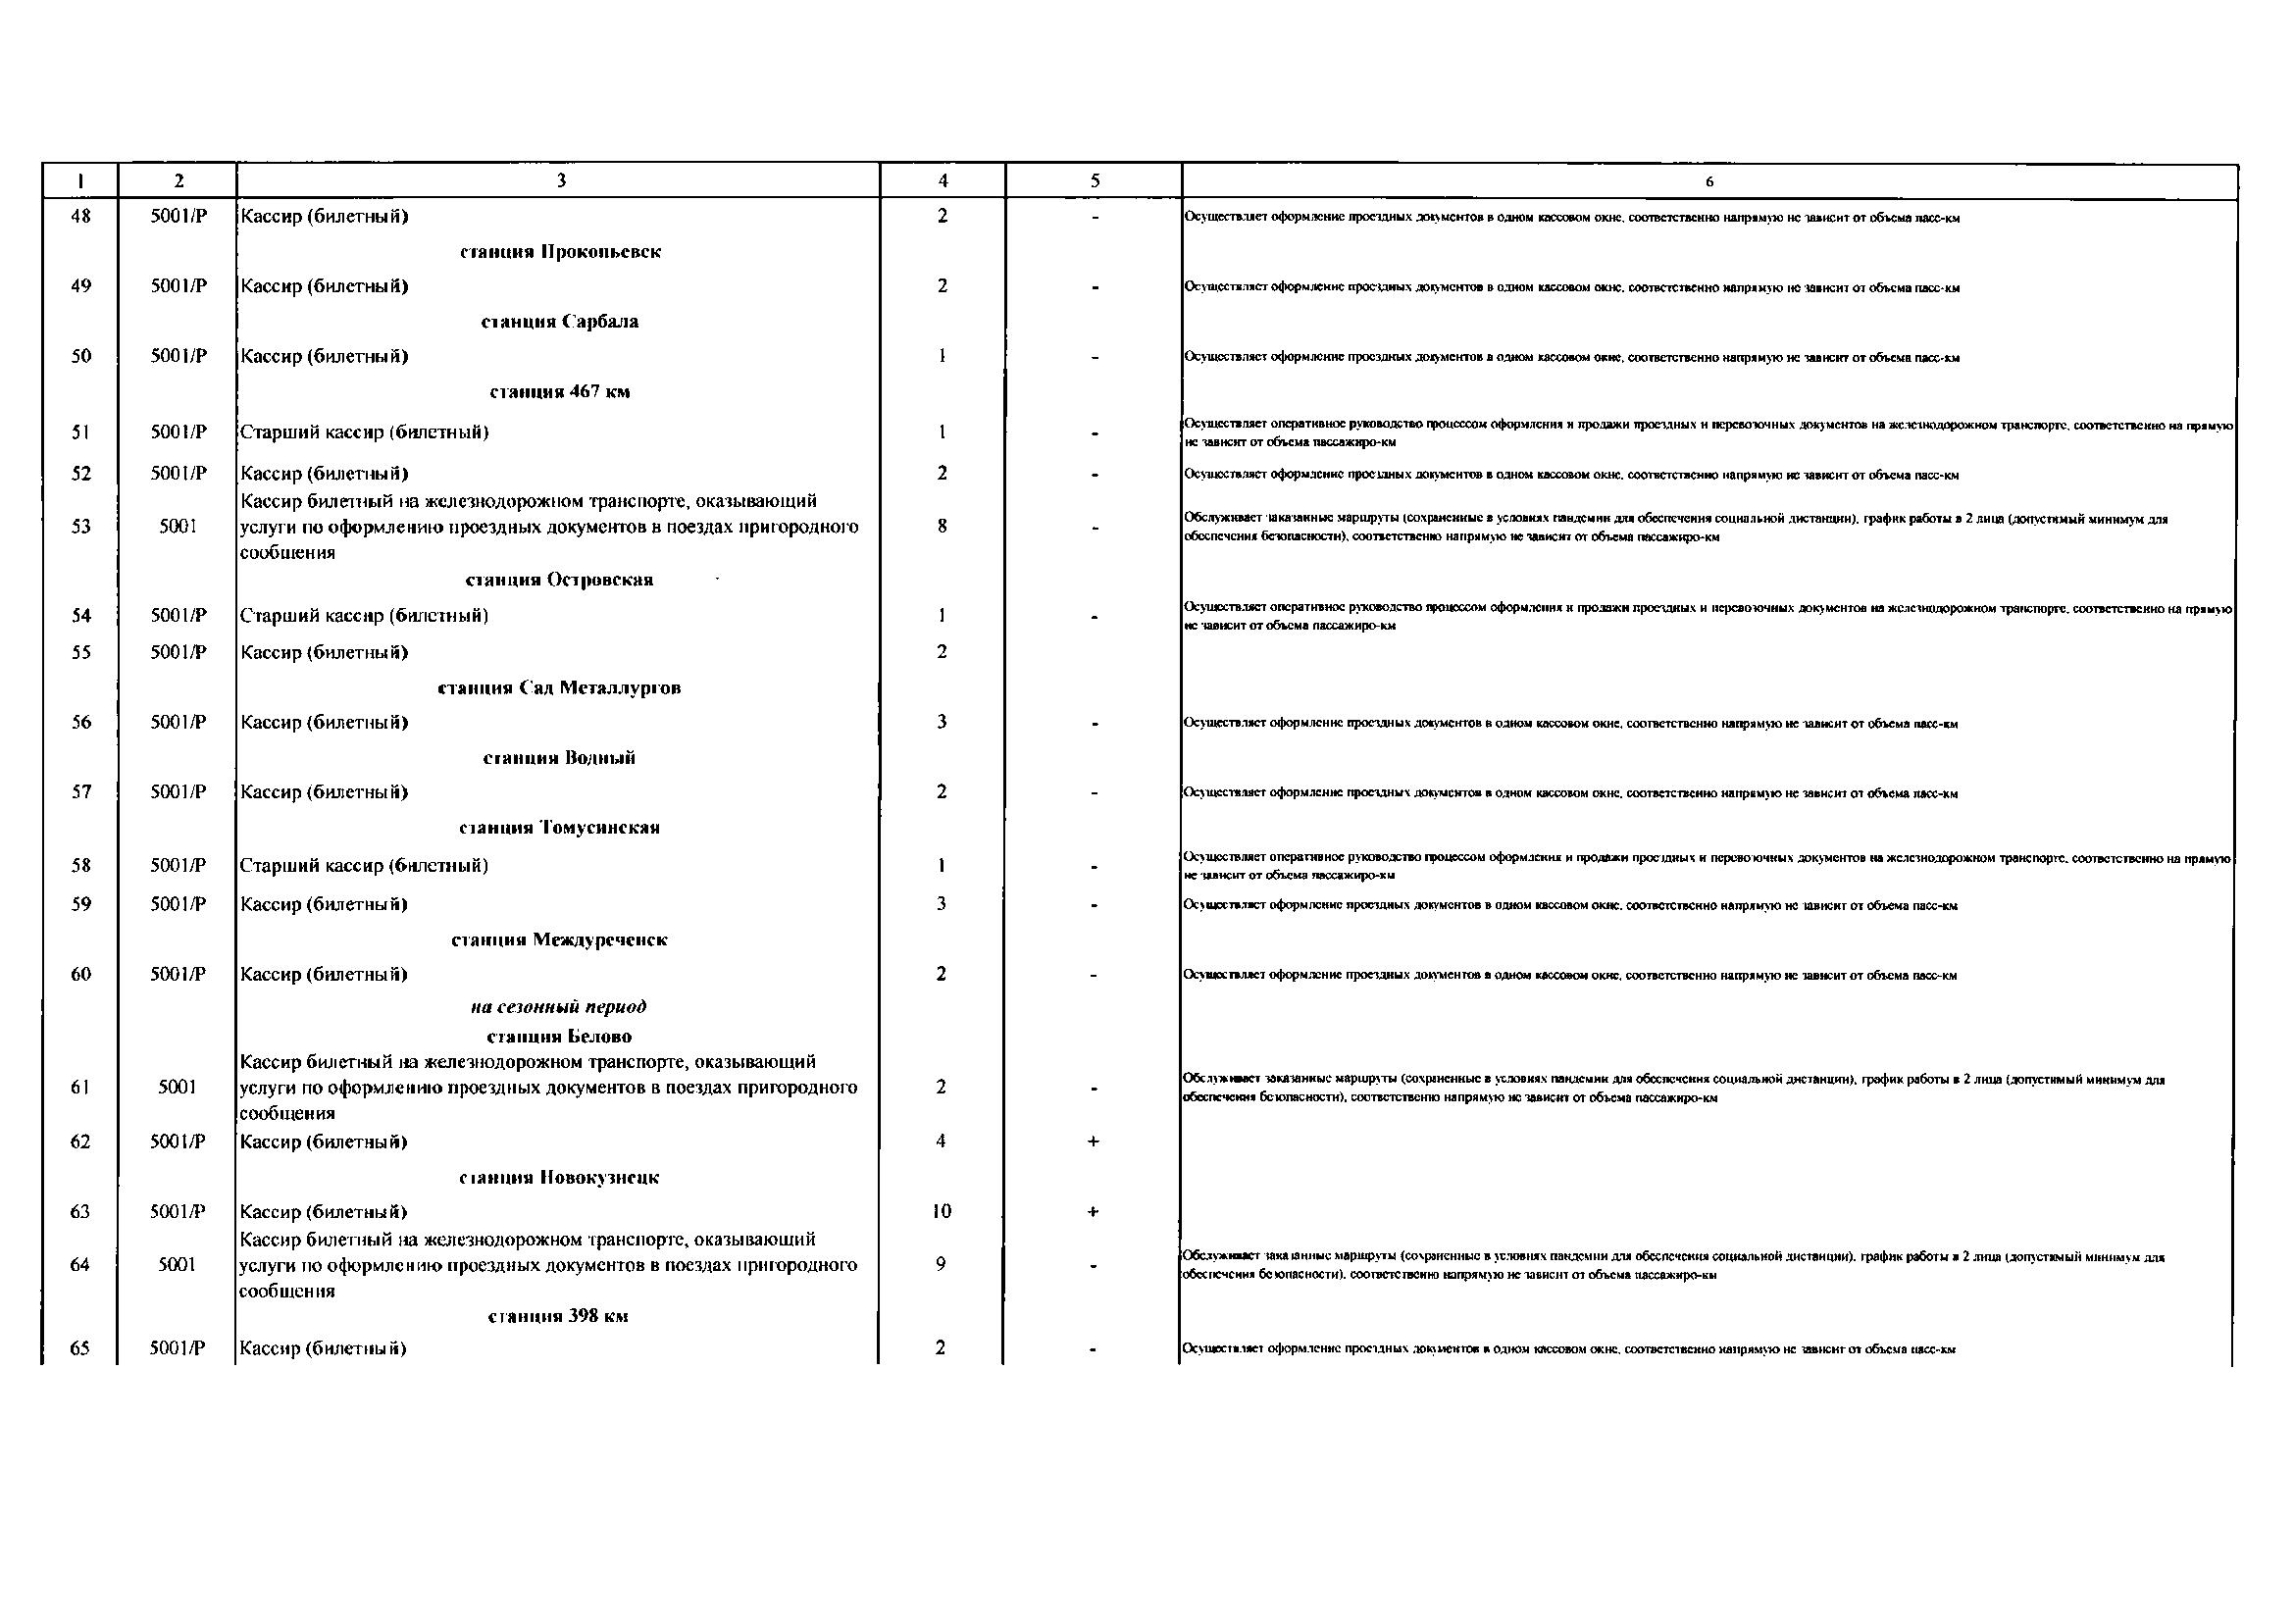 1 2 3 4 5 6
48 5001/Р Кассир (билетный) 2 - Осуществляет оформление проездных документов в одном кассовом окне, соответственно напрямую не зависит от объема пасс-км
станция Прокопьевск
49 5001/Р Кассир (билетный) 2 - Осуществляет оформление проездных документов в одном кассовом окне, соответственно напрямую не зависит от объема пасс-км
станция Сарбала
50 5001/Р Кассир (билетный) 1 - Осуществляет оформление проездных документов в одном кассовом окне, соответственно напрямую не зависит от объема пасс-км
станция 467 км
Осуществляет оперативное руководство процессом оформления и продажи проездных и перевозочных документов на железнодорожном транспорте, соответственно на прямую
51 5001/Р Старший кассир (билетный) 1 -
не зависит от объема пассажиро-км
52 5001/Р Кассир (билетный) 2 - Осуществляет оформление проездных документов в одном кассовом окне, соответственно напрямую не зависит от объема пасс-км
Кассир билетный на железнодорожном транспорте, оказывающий
Обслуживает заказанные маршруты (сохраненные в условиях пандемии для обеспечения социальной дистанции), график работы в 2 лица (допустимый минимум для
53 5001 услуги по оформлению проездных документов в поездах пригородного 8 -
обеспечения безопасности), соответственно напрямую не зависит от объема пассажиро-км
сообщения
станция Островская
Осуществляет оперативное руководство процессом оформления и продажи проездных и перевозочных документов на железнодорожном транспорте, соответственно на прямую
54 5001/Р Старший кассир (билетный) 1 -
не зависит от объема пассажиро-км
55 5001/Р Кассир (билетный) 2
станция Сад Металлургов
56 5001/Р Кассир (билетный) 3 - Осуществляет оформление проездных документов в одном кассовом окне, соответственно напрямую не зависит от объема пасс-км
станция Водный
57 5001/Р Кассир (билетный) 2 - Осуществляет оформление проездных документов в одном кассовом окне, соответственно напрямую не зависит от объема пасс-км
станция Томусинская
Осуществляет оперативное руководство процессом оформления и продажи проездных и перевозочных документов на железнодорожном транспорте, соответственно на прямую
58 5001/Р Старший кассир (билетный) 1 -
не зависит от объема пассажиро-км
59 5001/Р Кассир (билетный) 3 - Осуществляет оформление проездных документов в одном кассовом окне, соответственно напрямую не зависит от объема пасс-км
станция Междуреченск
60 5001/Р Кассир (билетный) 2 - Осуществляет оформление проездных документов в одном кассовом окне, соответственно напрямую не зависит от объема пасс-км
на сезонный период
станция Белово
Кассир билетный на железнодорожном транспорте, оказывающий
Обслуживает заказанные маршруты (сохраненные в условиях пандемии для обеспечения социальной дистанции), график работы в 2 лица (допустимый минимум для
61 5001 услуги по оформлению проездных документов в поездах пригородного 2 -
обеспечения безопасности), соответственно напрямую не зависит от объема пассажиро-км
сообщения
62 5001/Р Кассир (билетный) 4 +
станция Новокузнецк
63 5001/Р Кассир (билетный) 10 +
Кассир билетный на железнодорожном транспорте, оказывающий
Обслуживает заказанные маршруты (сохраненные в условиях пандемии для обеспечения социальной дистанции), график работы в 2 лица (допустимый минимум для
64 5001 услуги по оформлению проездных документов в поездах пригородного 9 -
обеспечения безопасности), соответственно напрямую не зависит от объема пассажиро-км
сообщения
станция 398 км
65 5001/Р Кассир (билетный) 2 - Осуществляет оформление проездных документов в одном кассовом окне, соответственно напрямую не зависит от объема пасс-км